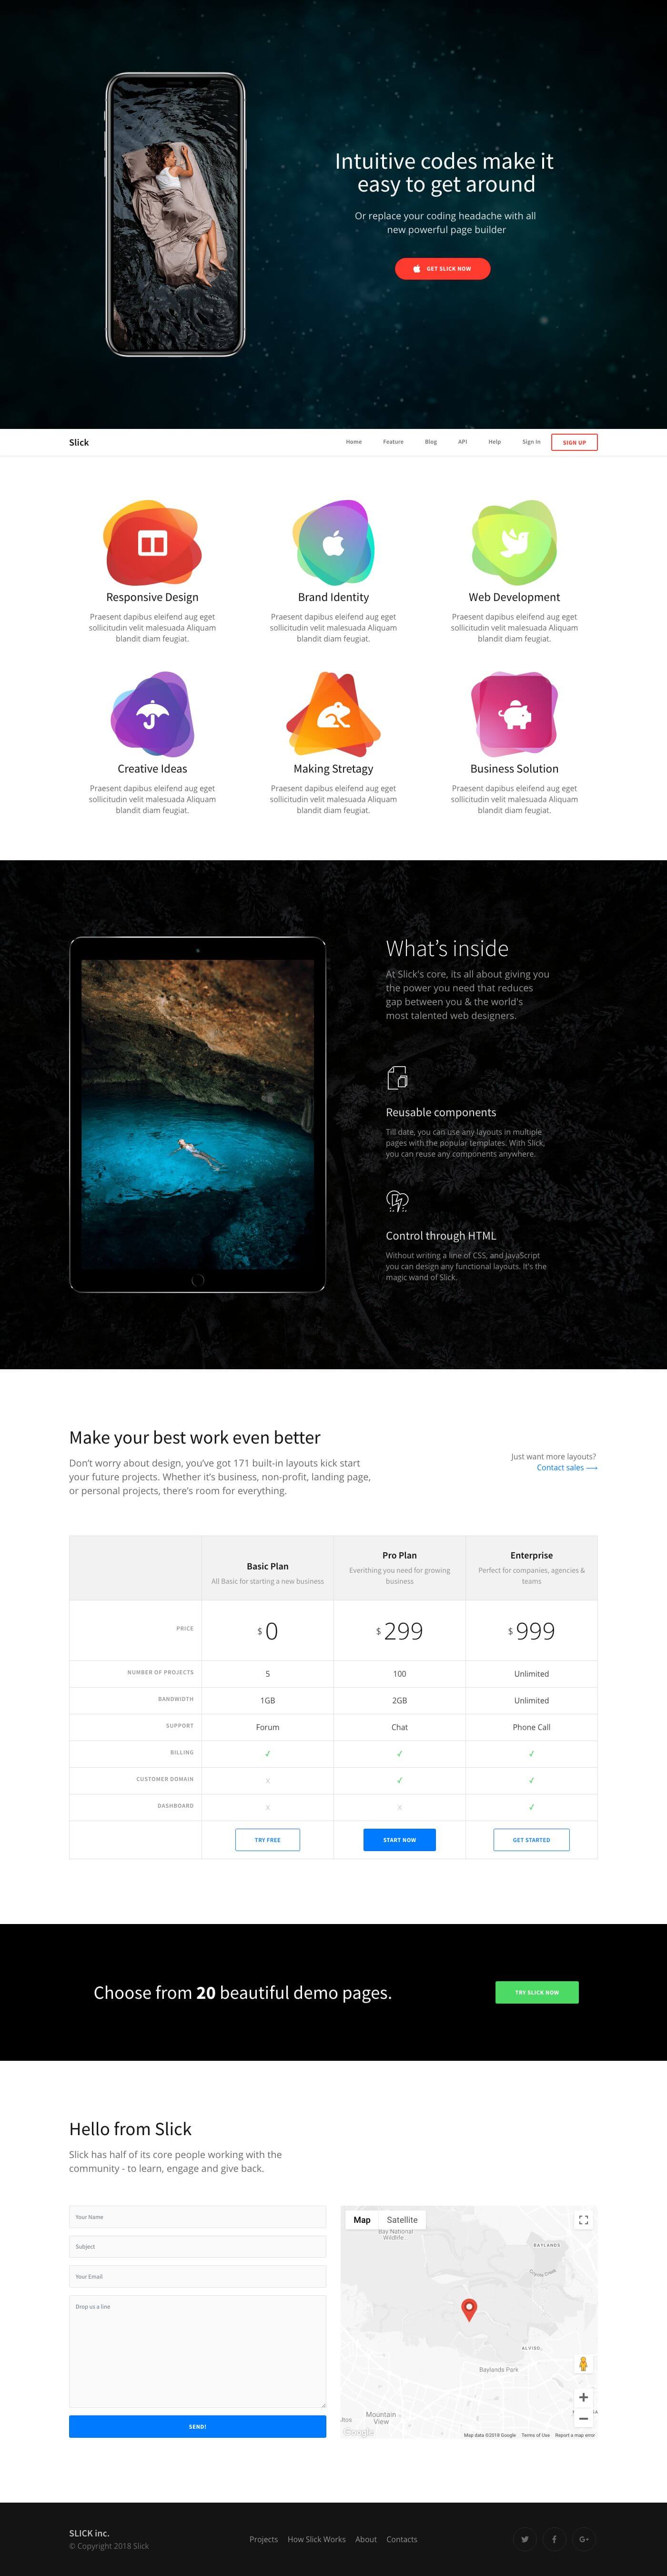 Intuitive codes make it
easy to get around
Or replace your coding headache with all
new powerful page builder
GET SLICK NOW
Slick
Home Feature Blog API Help Sign In SIGN UP
Responsive Design
Praesent dapibus eleifend aug eget
sollicitudin velit malesuada Aliquam
blandit diam feugiat.
Brand Identity
Praesent dapibus eleifend aug eget
sollicitudin velit malesuada Aliquam
blandit diam feugiat.
Web Development
Praesent dapibus eleifend aug eget
sollicitudin velit malesuada Aliquam
blandit diam feugiat.
Creative Ideas
Praesent dapibus eleifend aug eget
sollicitudin velit malesuada Aliquam
blandit diam feugiat.
Making Stretagy
Praesent dapibus eleifend aug eget
sollicitudin velit malesuada Aliquam
blandit diam feugiat.
Business Solution
Praesent dapibus eleifend aug eget
sollicitudin velit malesuada Aliquam
blandit diam feugiat.
What's inside
At Slick's core, its all about giving you
the power you need that reduces
gap between you & the world's
most talented web designers.
Reusable components
Till date, you can use any layouts in multiple
pages with the popular templates. With Slick,
you can reuse any components anywhere.
Control through HTML
Without writing a line of CSS, and JavaScript
you can design any functional layouts. It's the
magic wand of Slick.
Make your best work even better
Don't worry about design, you've got 171 built-in layouts kick start
your future projects. Whether it's business, non-profit, landing page,
or personal projects, there's room for everything.
Just want more layouts?
Contact sales ⟶
Basic Plan
All Basic for starting a new business
Pro Plan
Everithing you need for growing
business
Enterprise
Perfect for companies, agencies &
teams
PRICE $ 0 $ 299 $ 999
NUMBER OF PROJECTS 5 100 Unlimited
BANDWIDTH 1GB 2GB Unlimited
SUPPORT Forum Chat Phone Call
BILLING ✓ ✓ ✓
CUSTOMER DOMAIN x ✓ ✓
DASHBOARD x x ✓
TRY FREE START NOW GET STARTED
Choose from 20 beautiful demo pages.
TRY SLICK NOW
Hello from Slick
Slick has half of its core people working with the
community - to learn, engage and give back.
Your Name
Subject
Your Email
Drop us a line
SEND!
Map Satellite
Bay National
Wildlife
BAYLANDS
Coyote Creek
ALVISO
Baylands Park
Mountain
View
Google
Map data ©2019 Google Terms of Use Report a map error
SLICK inc.
© Copyright 2018 Slick
Projects How Slick Works About Contacts